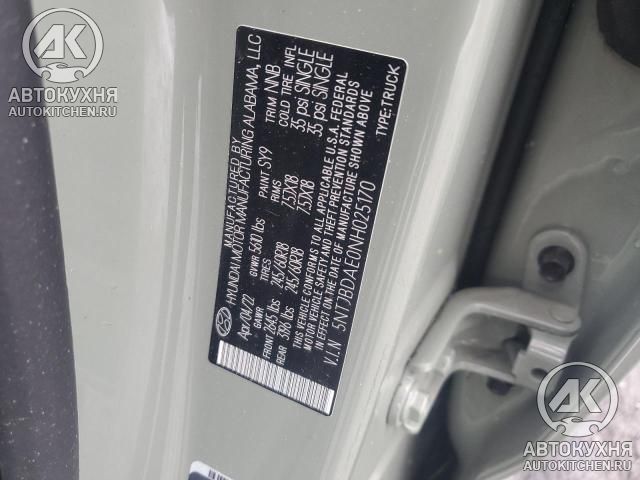 AK
АВТОКУХНЯ
AUTOKITCHEN.RU
MANUFACTURED BY
HYUNDAI MOTOR MANUFACTURING ALABAMA, LLC
Apr/04/22 GVWR 5610 lbs PAINT SY9 TRIM NNB
GAWR TIRES RIMS COLD TIRE INFL
FRONT 2645 lbs 245/60R18 7.5JX18 35 psi SINGLE
REAR 3316 lbs 245/60R18 7.5JX18 35 psi SINGLE
THIS VEHICLE CONFORMS TO ALL APPLICABLE U.S.A. FEDERAL
MOTOR VEHICLE SAFETY AND THEFT PREVENTION STANDARDS
IN EFFECT ON THE DATE OF MANUFACTURE SHOWN ABOVE
V.I.N 5NTJBDAE0NH025170 TYPE:TRUCK
AK
АВТОКУХНЯ
AUTOKITCHEN.RU